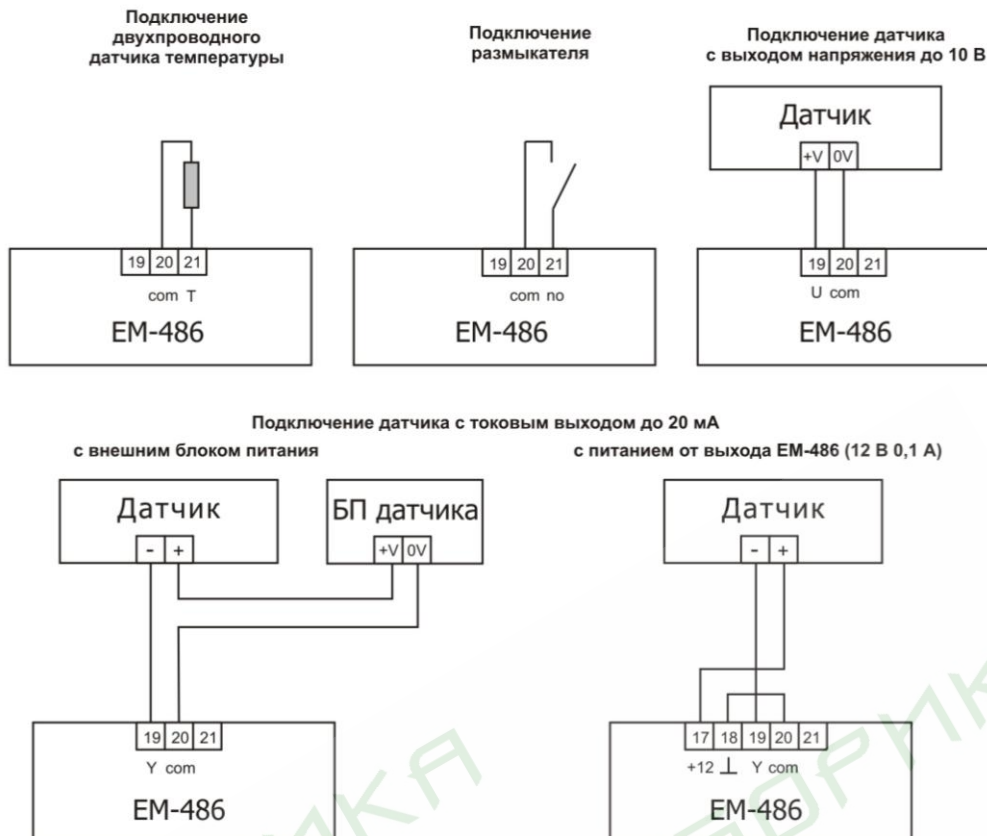 Подключение
двухпроводного
датчика температуры
19 20 21
com T
EM-486
Подключение
размыкателя
19 20 21
com no
EM-486
Подключение датчика
с выходом напряжения до 10 В
Датчик
+V 0V
19 20 21
U com
EM-486
Подключение датчика с токовым выходом до 20 мА
с внешним блоком питания
Датчик
- +
БП датчика
+V 0V
19 20 21
Y com
EM-486
с питанием от выхода ЕМ-486 (12 В 0,1 А)
Датчик
- +
17 18 19 20 21
+12 ⊥ Y com
EM-486